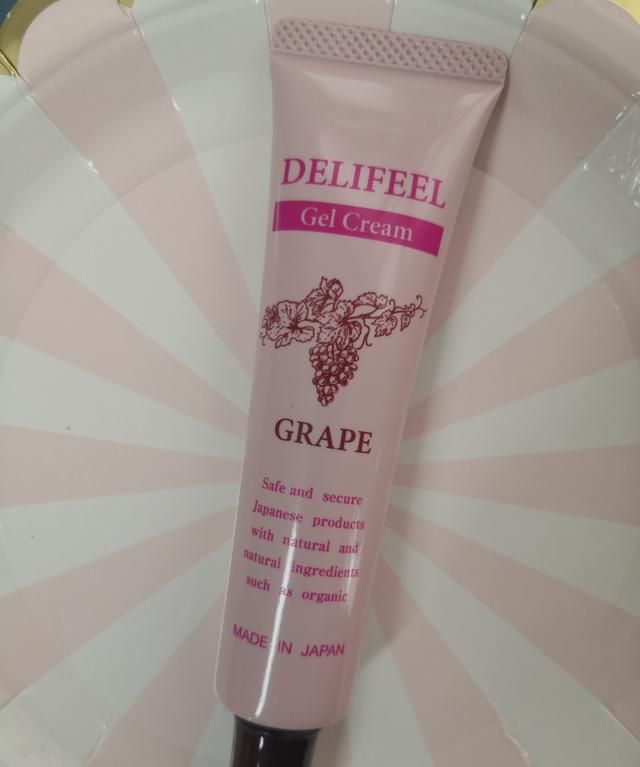 DELIFEEL
Gel Cream
GRAPE
Safe and secure
Japanese products
with natural and
natural ingredients
such as organic.
MADE IN JAPAN